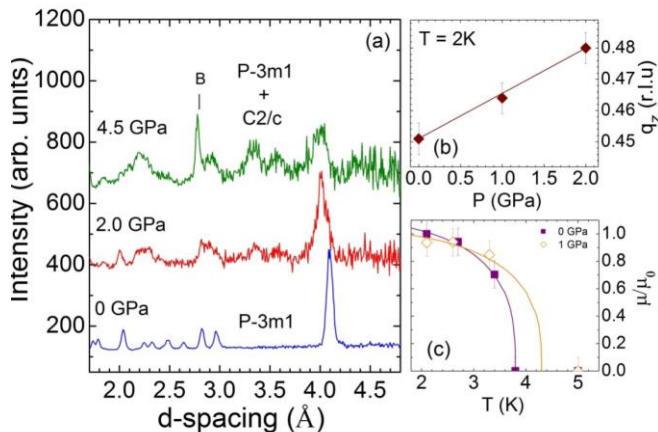 1200
1000
800
600
400
200
Intensity (arb. units)
(a)
B
P-3m1
+
C2/c
4.5 GPa
2.0 GPa
0 GPa
P-3m1
2.0 2.5 3.0 3.5 4.0 4.5
d-spacing (Å)
T = 2K
0.48
0.47
0.46
0.45
q_z (r.l.u)
(b)
0.0 0.5 1.0 1.5 2.0
P (GPa)
0 GPa
1 GPa
1.0
0.8
0.6
0.4
0.2
0.0
μ/μ₀
(c)
2 3 4 5
T (K)